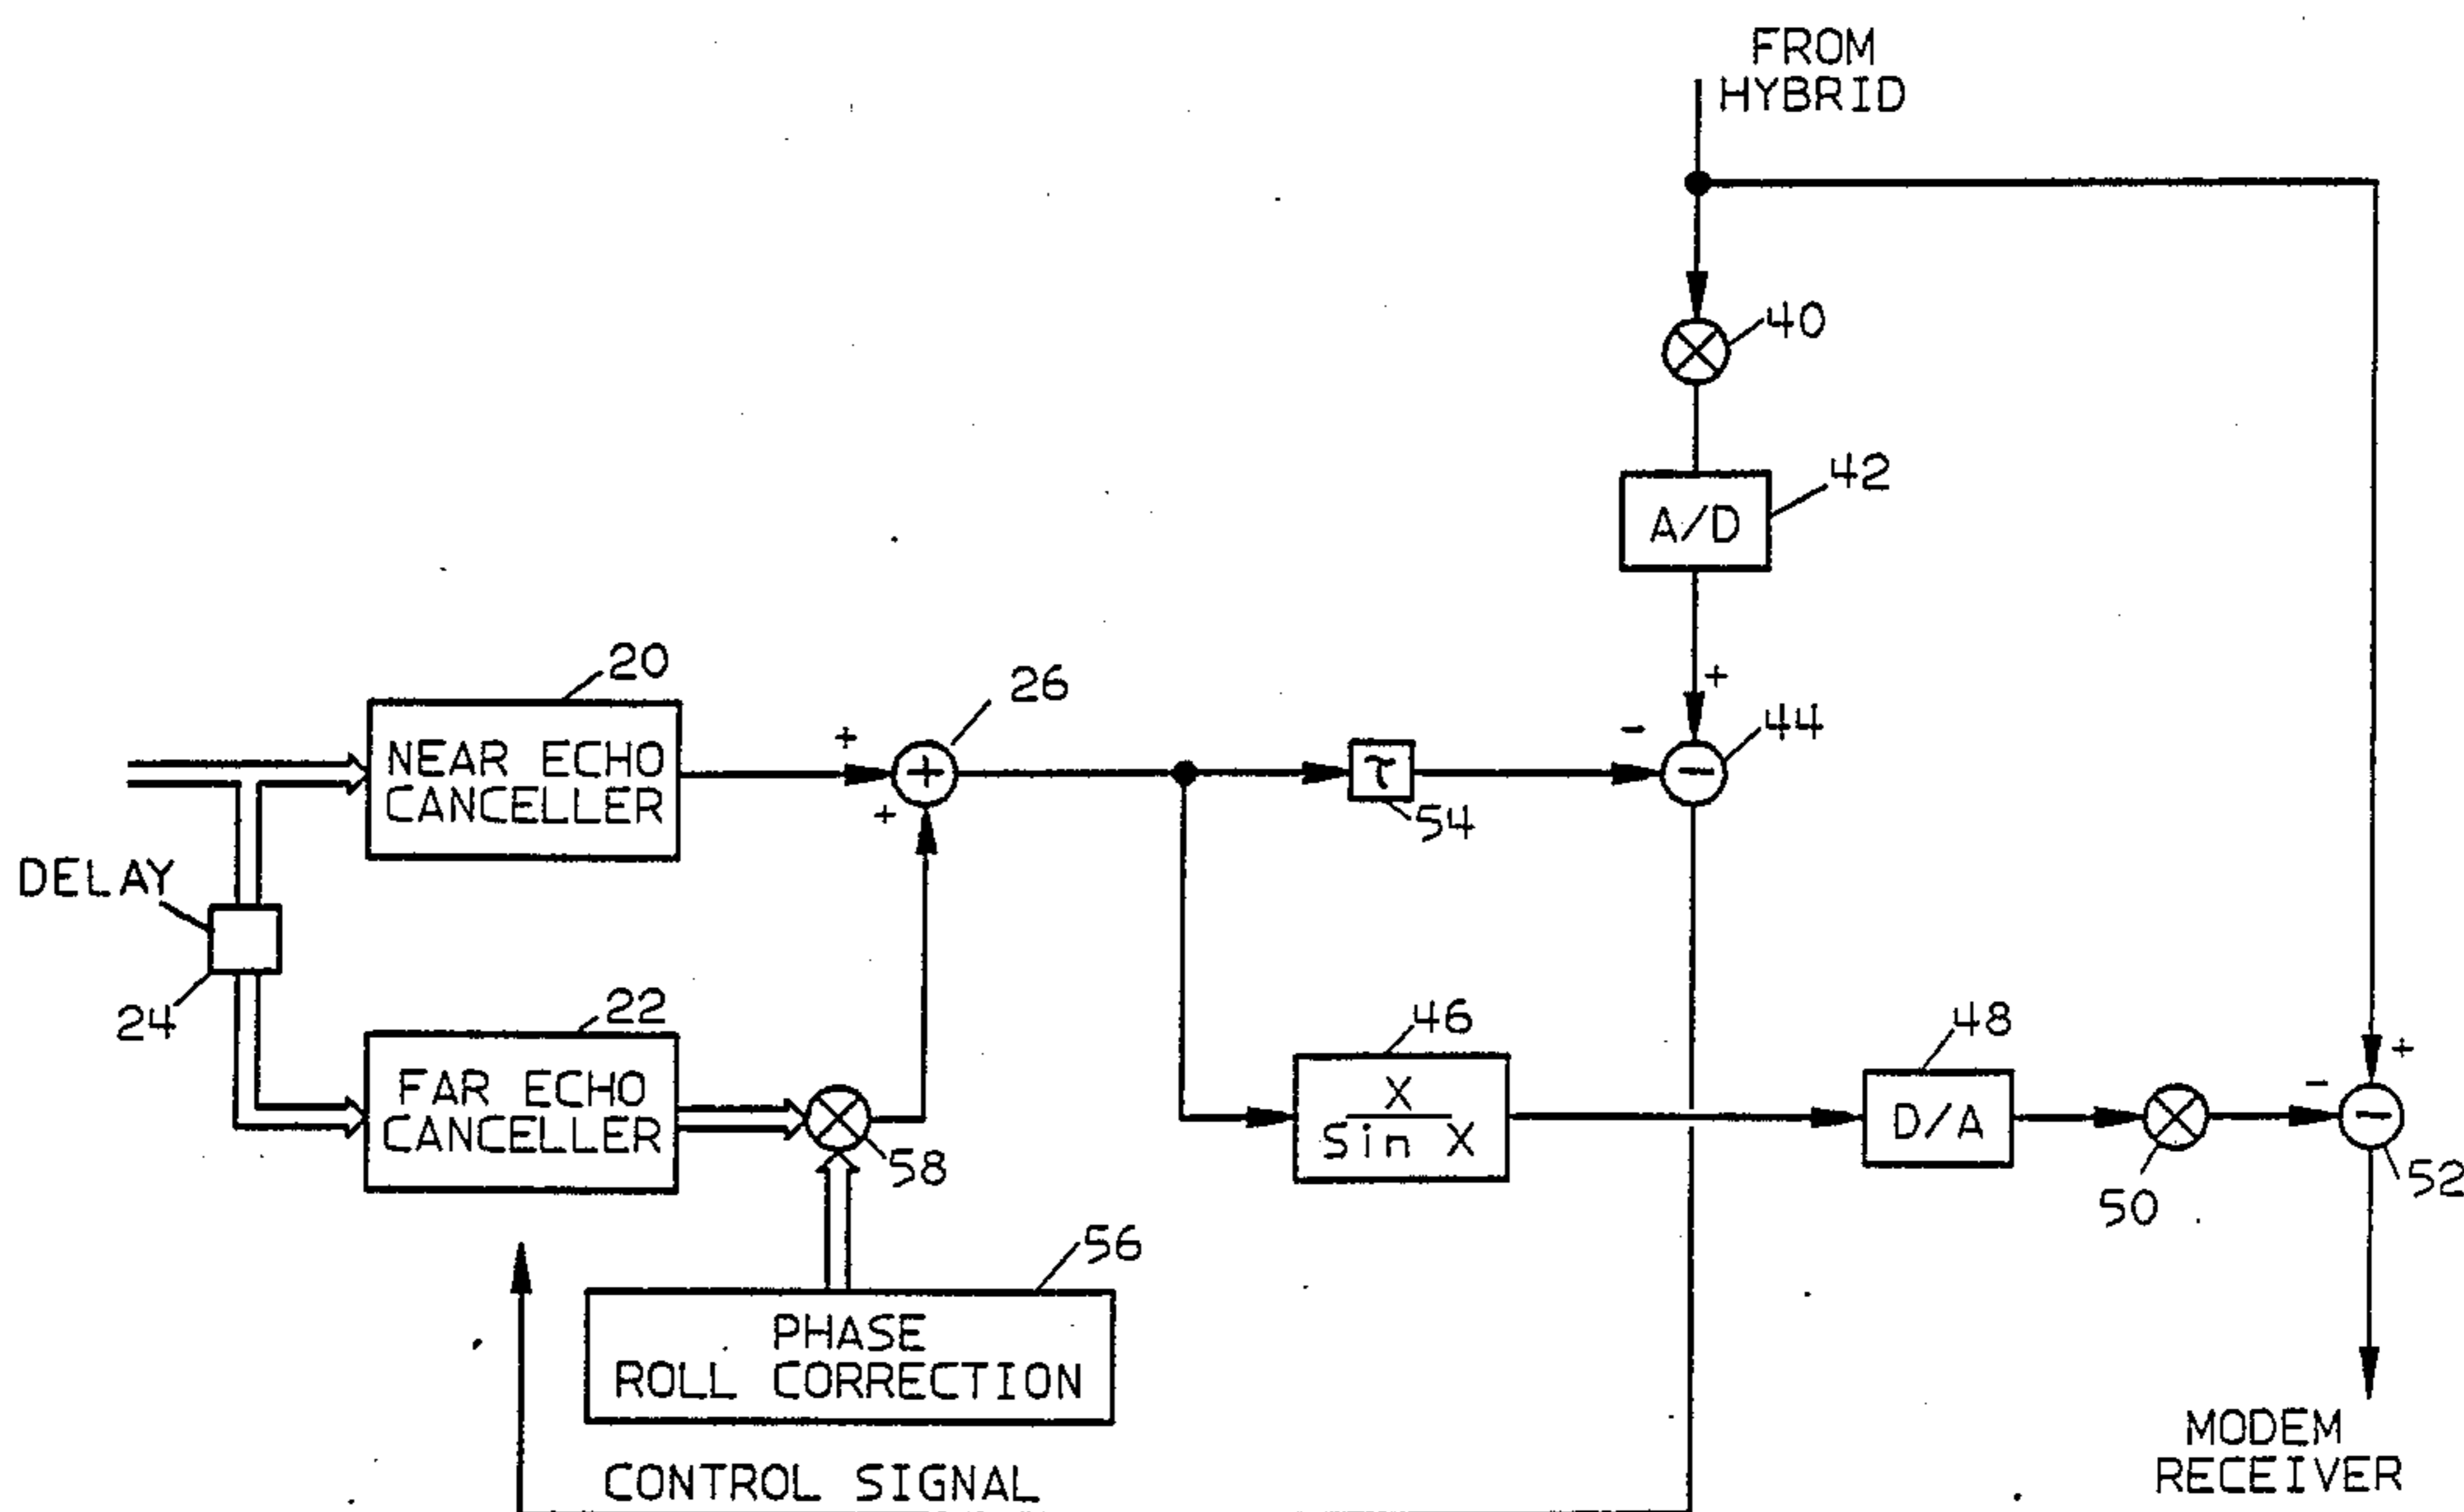 FROM
HYBRID
40
42
A/D
+
20
26
44
NEAR ECHO
CANCELLER
+
+
+
-
-
τ
54
DELAY
24
22
FAR ECHO
CANCELLER
58
46
X
sin X
48
D/A
50
-
+
-
52
56
PHASE
ROLL CORRECTION
CONTROL SIGNAL
MODEM
RECEIVER